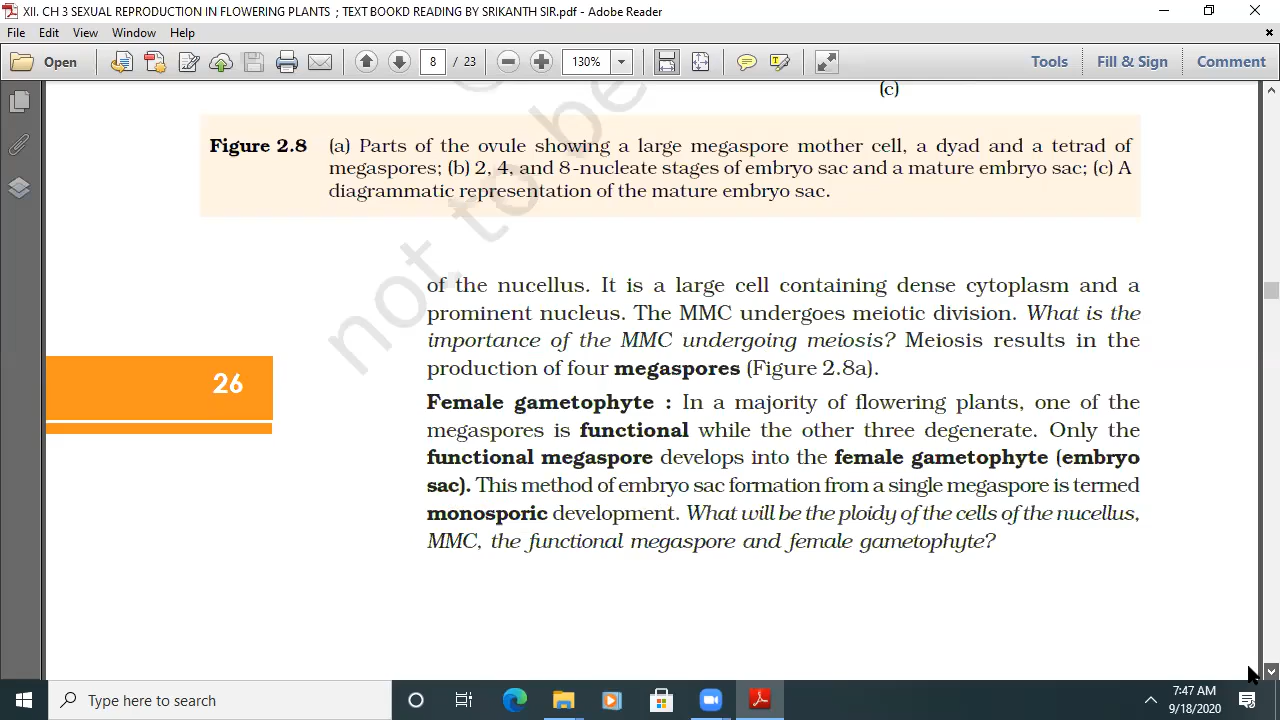 XII. CH 3 SEXUAL REPRODUCTION IN FLOWERING PLANTS ; TEXT BOOKD READING BY SRIKANTH SIR.pdf - Adobe Reader
File Edit View Window Help
Open 8 / 23 130% Tools Fill & Sign Comment
(c)
Figure 2.8 (a) Parts of the ovule showing a large megaspore mother cell, a dyad and a tetrad of
megaspores; (b) 2, 4, and 8-nucleate stages of embryo sac and a mature embryo sac; (c) A
diagrammatic representation of the mature embryo sac.
not to be
of the nucellus. It is a large cell containing dense cytoplasm and a
prominent nucleus. The MMC undergoes meiotic division. What is the
importance of the MMC undergoing meiosis? Meiosis results in the
production of four megaspores (Figure 2.8a).
26
Female gametophyte : In a majority of flowering plants, one of the
megaspores is functional while the other three degenerate. Only the
functional megaspore develops into the female gametophyte (embryo
sac). This method of embryo sac formation from a single megaspore is termed
monosporic development. What will be the ploidy of the cells of the nucellus,
MMC, the functional megaspore and female gametophyte?
Type here to search
7:47 AM
9/18/2020